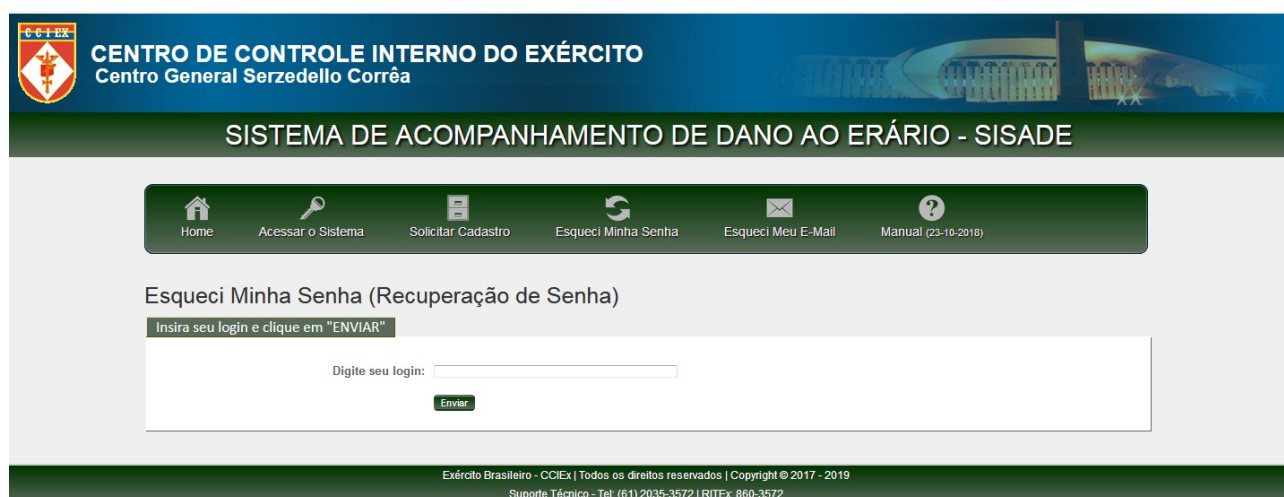 CCIEX
CENTRO DE CONTROLE INTERNO DO EXÉRCITO
Centro General Serzedello Corrêa
SISTEMA DE ACOMPANHAMENTO DE DANO AO ERÁRIO - SISADE
Home Acessar o Sistema Solicitar Cadastro Esqueci Minha Senha Esqueci Meu E-Mail Manual (23-10-2018)
Esqueci Minha Senha (Recuperação de Senha)
Insira seu login e clique em "ENVIAR"
Digite seu login:
Enviar
Exército Brasileiro - CCIEx | Todos os direitos reservados | Copyright © 2017 - 2019
Suporte Técnico - Tel: (61) 2035-3572 | RITEx: 860-3572